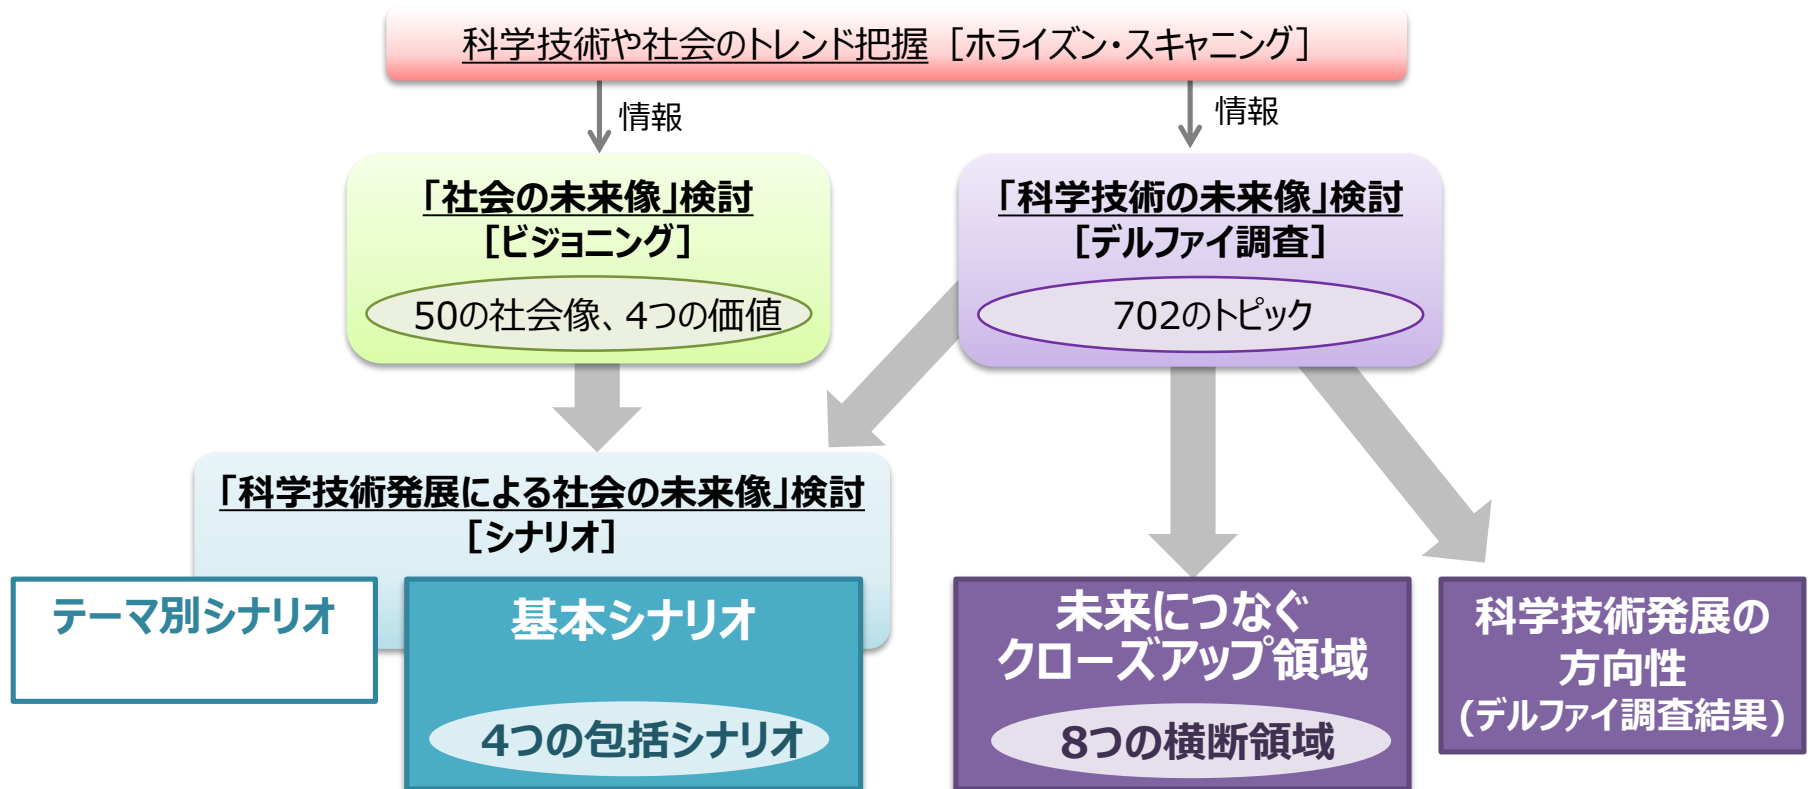 科学技術や社会のトレンド把握［ホライズン・スキャニング］
情報
情報
「社会の未来像」検討
［ビジョニング］
50の社会像、4つの価値
「科学技術の未来像」検討
［デルファイ調査］
702のトピック
「科学技術発展による社会の未来像」検討
［シナリオ］
テーマ別シナリオ
基本シナリオ
4つの包括シナリオ
未来につなぐ
クローズアップ領域
8つの横断領域
科学技術発展の
方向性
(デルファイ調査結果)